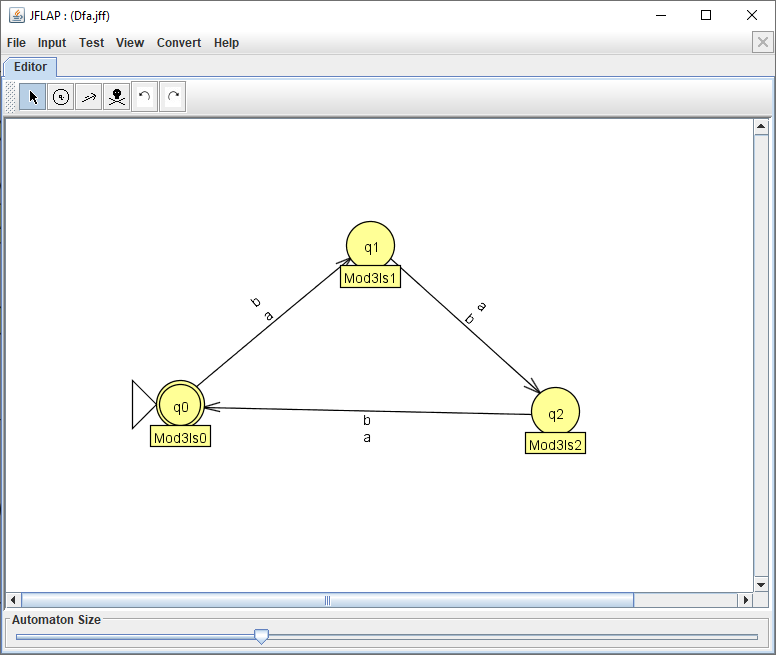 JFLAP : (Dfa.jff)
File Input Test View Convert Help
Editor
q1
Mod3Is1
b
a
a
b
q0
Mod3Is0
q2
Mod3Is2
b
a
Automaton Size